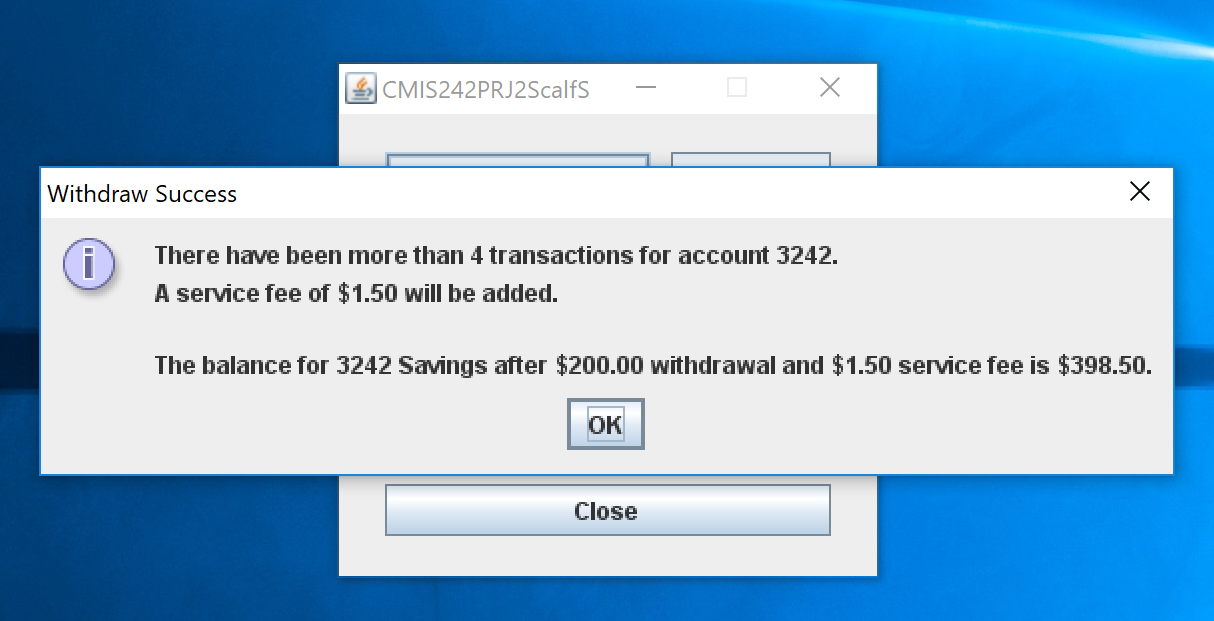 CMIS242PRJ2ScalfS
Withdraw Success
There have been more than 4 transactions for account 3242.
A service fee of $1.50 will be added.
The balance for 3242 Savings after $200.00 withdrawal and $1.50 service fee is $398.50.
OK
Close